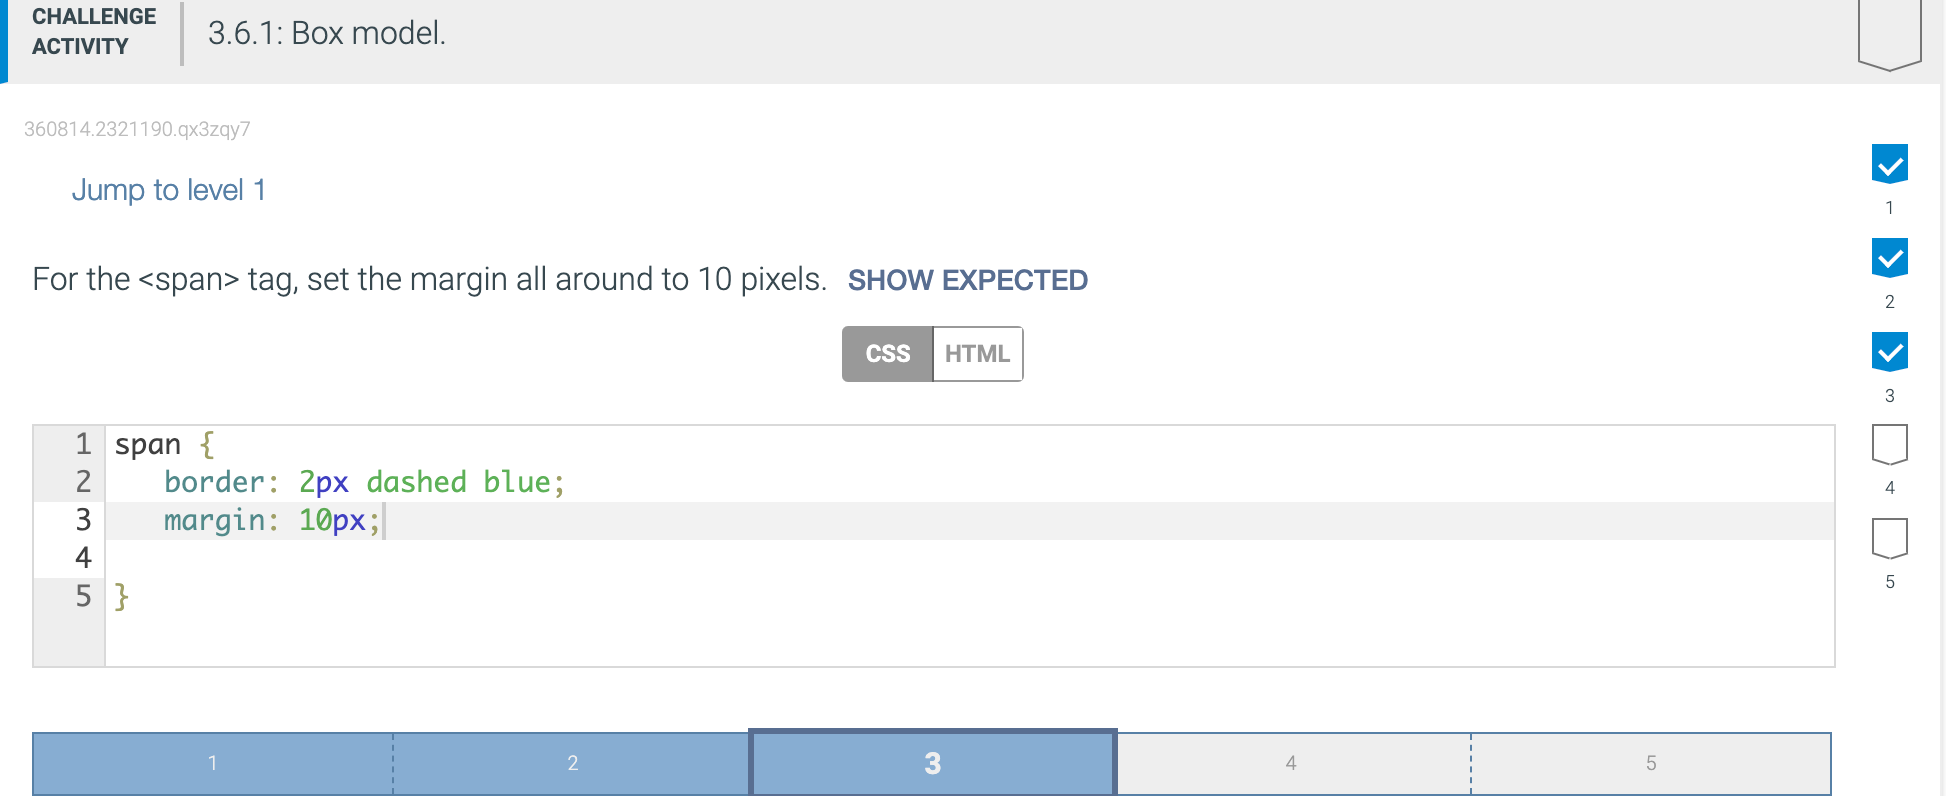 CHALLENGE
ACTIVITY
3.6.1: Box model.
360814.2321190.qx3zqy7
Jump to level 1
1
2
3
4
5
For the <span> tag, set the margin all around to 10 pixels. SHOW EXPECTED
CSS HTML
1 span {
2    border: 2px dashed blue;
3    margin: 10px;
4
5 }
1 2 3 4 5